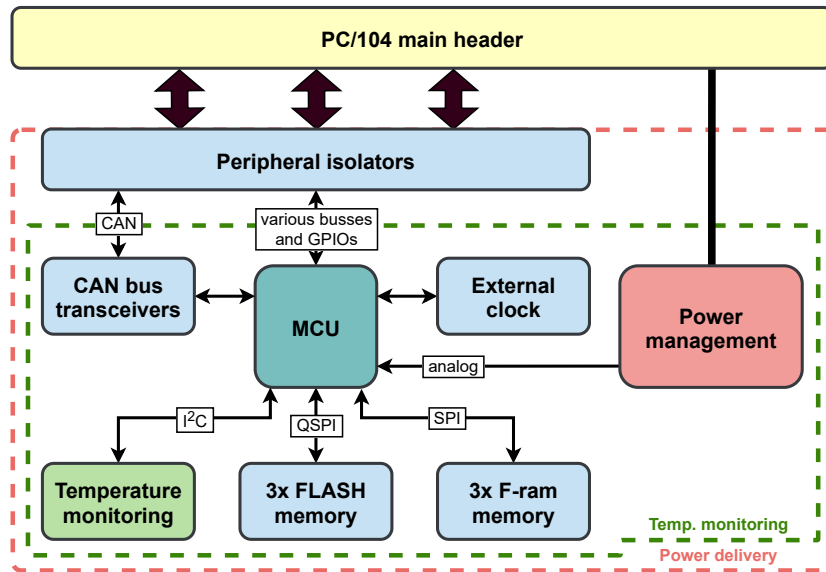 PC/104 main header
Peripheral isolators
CAN
various busses
and GPIOs
CAN bus
transceivers
MCU
External
clock
Power
management
analog
I²C
QSPI
SPI
Temperature
monitoring
3x FLASH
memory
3x F-ram
memory
Temp. monitoring
Power delivery